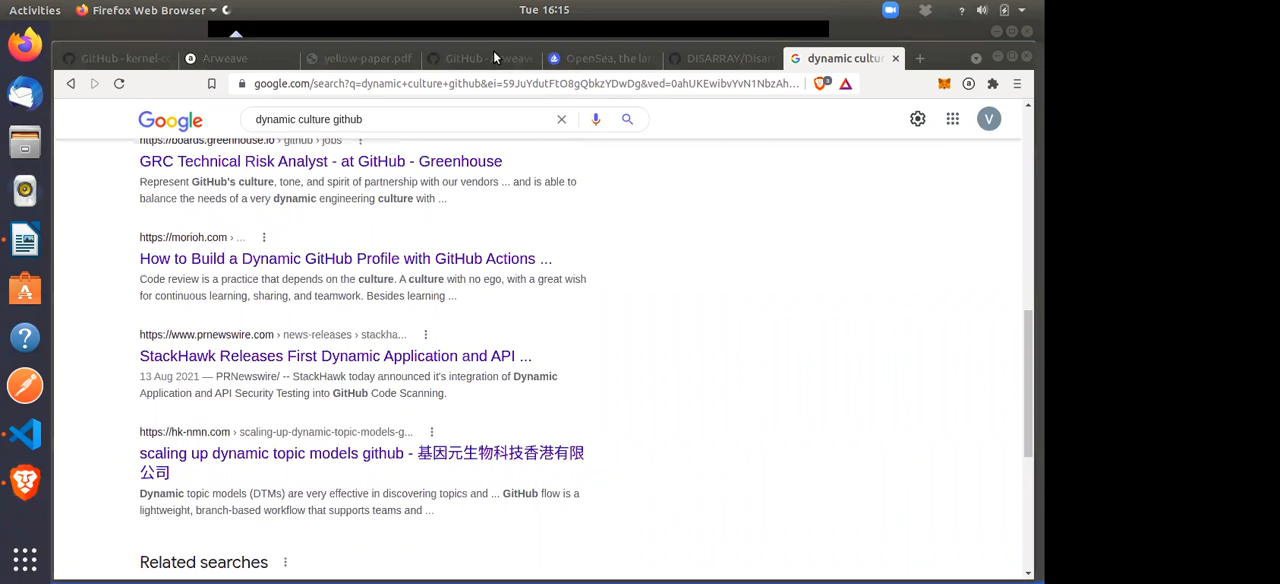 Activities Firefox Web Browser Tue 16:15
GitHub - kernel-co Arweave yellow-paper.pdf GitHub - Arweave OpenSea, the lar DISARRAY/Disarr dynamic cultur
google.com/search?q=dynamic+culture+github&ei=59JuYdutFtO8gQbkzYDwDg&ved=0ahUKEwibvYvN1NbzAh... 3
Google dynamic culture github V
https://boards.greenhouse.io › github › jobs
GRC Technical Risk Analyst - at GitHub - Greenhouse
Represent GitHub's culture, tone, and spirit of partnership with our vendors ... and is able to
balance the needs of a very dynamic engineering culture with ...
https://morioh.com › ...
How to Build a Dynamic GitHub Profile with GitHub Actions ...
Code review is a practice that depends on the culture. A culture with no ego, with a great wish
for continuous learning, sharing, and teamwork. Besides learning ...
https://www.prnewswire.com › news-releases › stackha...
StackHawk Releases First Dynamic Application and API ...
13 Aug 2021 — PRNewswire/ -- StackHawk today announced it's integration of Dynamic
Application and API Security Testing into GitHub Code Scanning.
https://hk-nmn.com › scaling-up-dynamic-topic-models-g...
scaling up dynamic topic models github - 基因元生物科技香港有限
公司
Dynamic topic models (DTMs) are very effective in discovering topics and ... GitHub flow is a
lightweight, branch-based workflow that supports teams and ...
Related searches